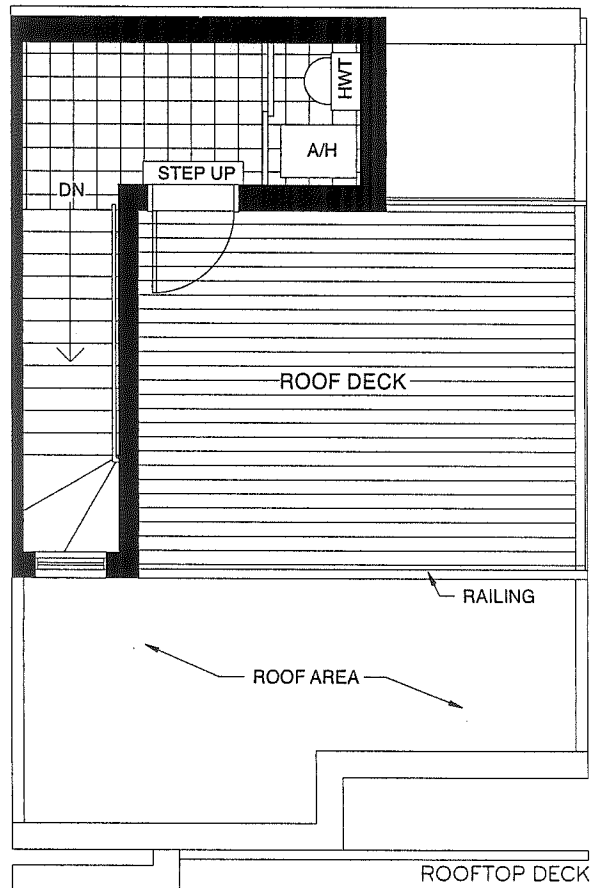 HWT
A/H
STEP UP
DN
ROOF DECK
RAILING
ROOF AREA
ROOFTOP DECK